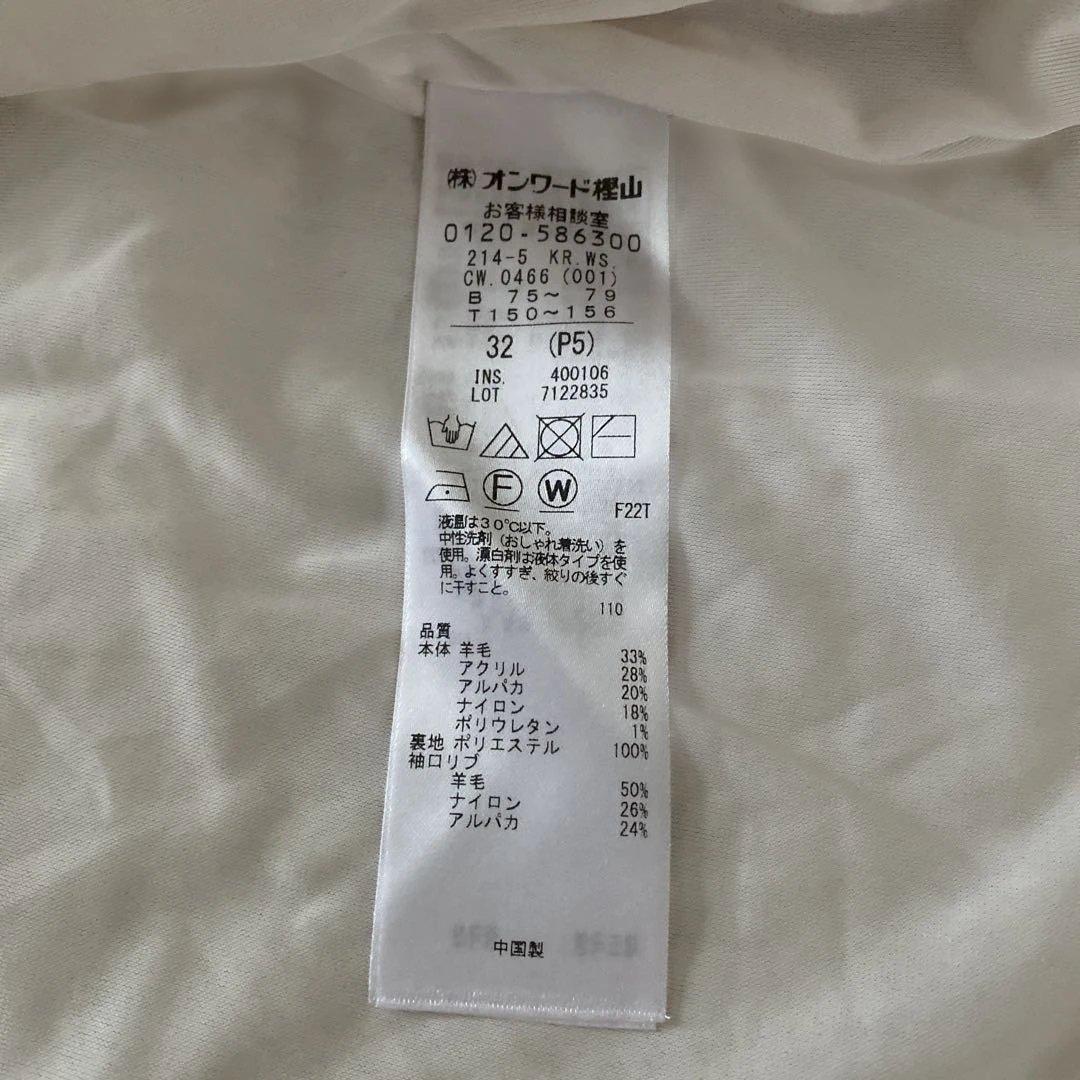 (株)オンワード樫山
お客様相談室
0120-586300
214-5 KR.WS.
CW.0466 (001)
B 75～ 79
T150～156
32 (P5)
INS. 400106
LOT 7122835
F W
F22T
液温は30℃以下。
中性洗剤（おしゃれ着洗い）を
使用。漂白剤は液体タイプを使
用。よくすすぎ、絞りの後すぐ
に干すこと。
110
品質
本体 羊毛 33%
アクリル 28%
アルパカ 20%
ナイロン 18%
ポリウレタン 1%
裏地 ポリエステル 100%
袖口リブ
羊毛 50%
ナイロン 26%
アルパカ 24%
中国製